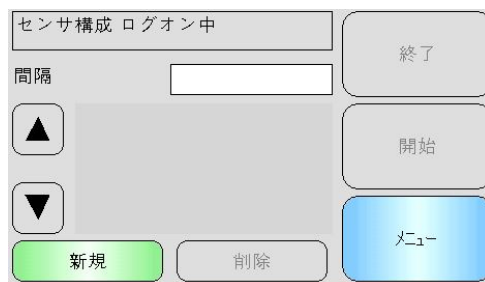 センサ構成 ログオン中
終了
間隔
開始
メニュー
新規
削除